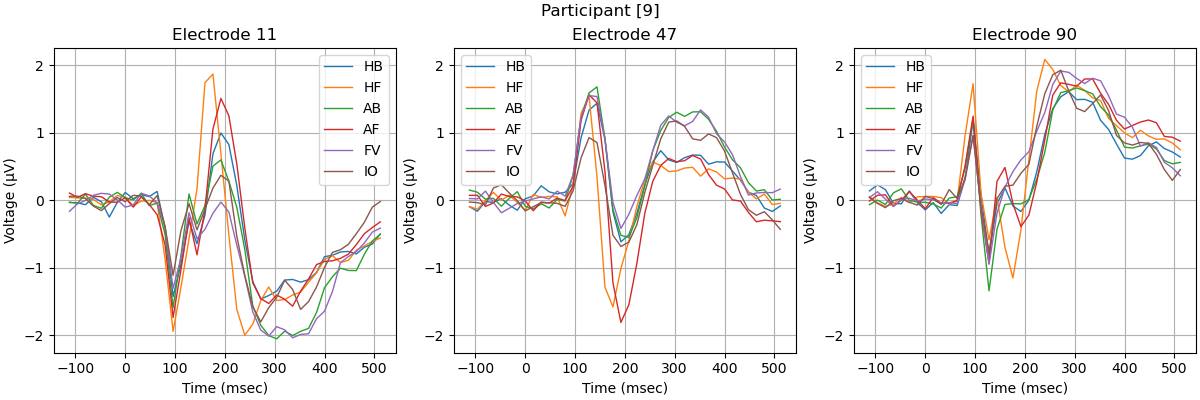 Participant [9]
Electrode 11
Electrode 47
Electrode 90
Voltage (μV)
2
1
0
−1
−2
HB
HF
AB
AF
FV
IO
−100
0
100
200
300
400
500
Time (msec)
Voltage (μV)
2
1
0
−1
−2
HB
HF
AB
AF
FV
IO
−100
0
100
200
300
400
500
Time (msec)
Voltage (μV)
2
1
0
−1
−2
HB
HF
AB
AF
FV
IO
−100
0
100
200
300
400
500
Time (msec)